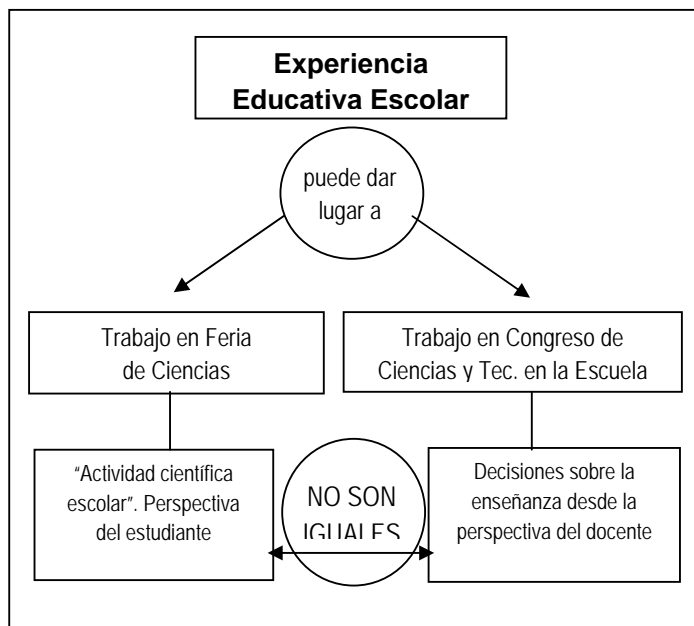 Experiencia
Educativa Escolar
puede dar
lugar a
Trabajo en Feria
de Ciencias
Trabajo en Congreso de
Ciencias y Tec. en la Escuela
“Actividad científica
escolar”. Perspectiva
del estudiante
NO SON
IGUALES
Decisiones sobre la
enseñanza desde la
perspectiva del docente